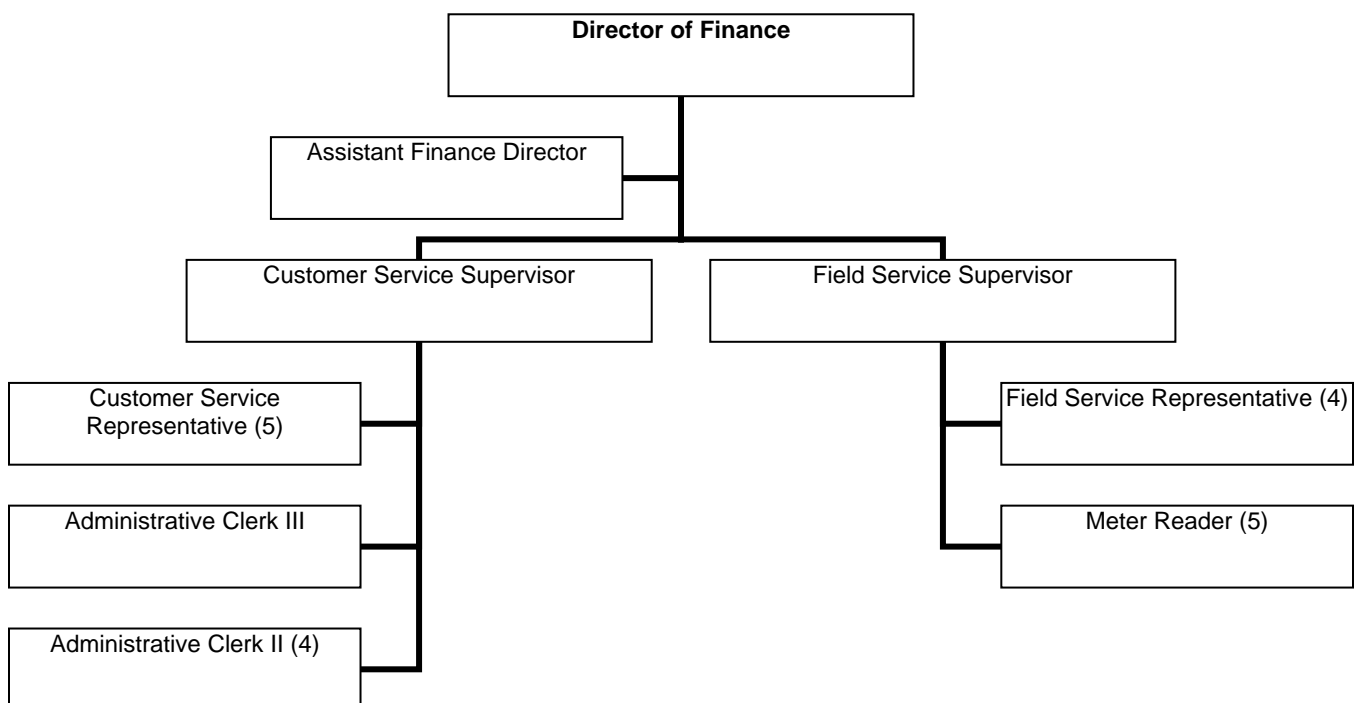 Director of Finance
Assistant Finance Director
Customer Service Supervisor
Field Service Supervisor
Customer Service
Representative (5)
Field Service Representative (4)
Administrative Clerk III
Meter Reader (5)
Administrative Clerk II (4)